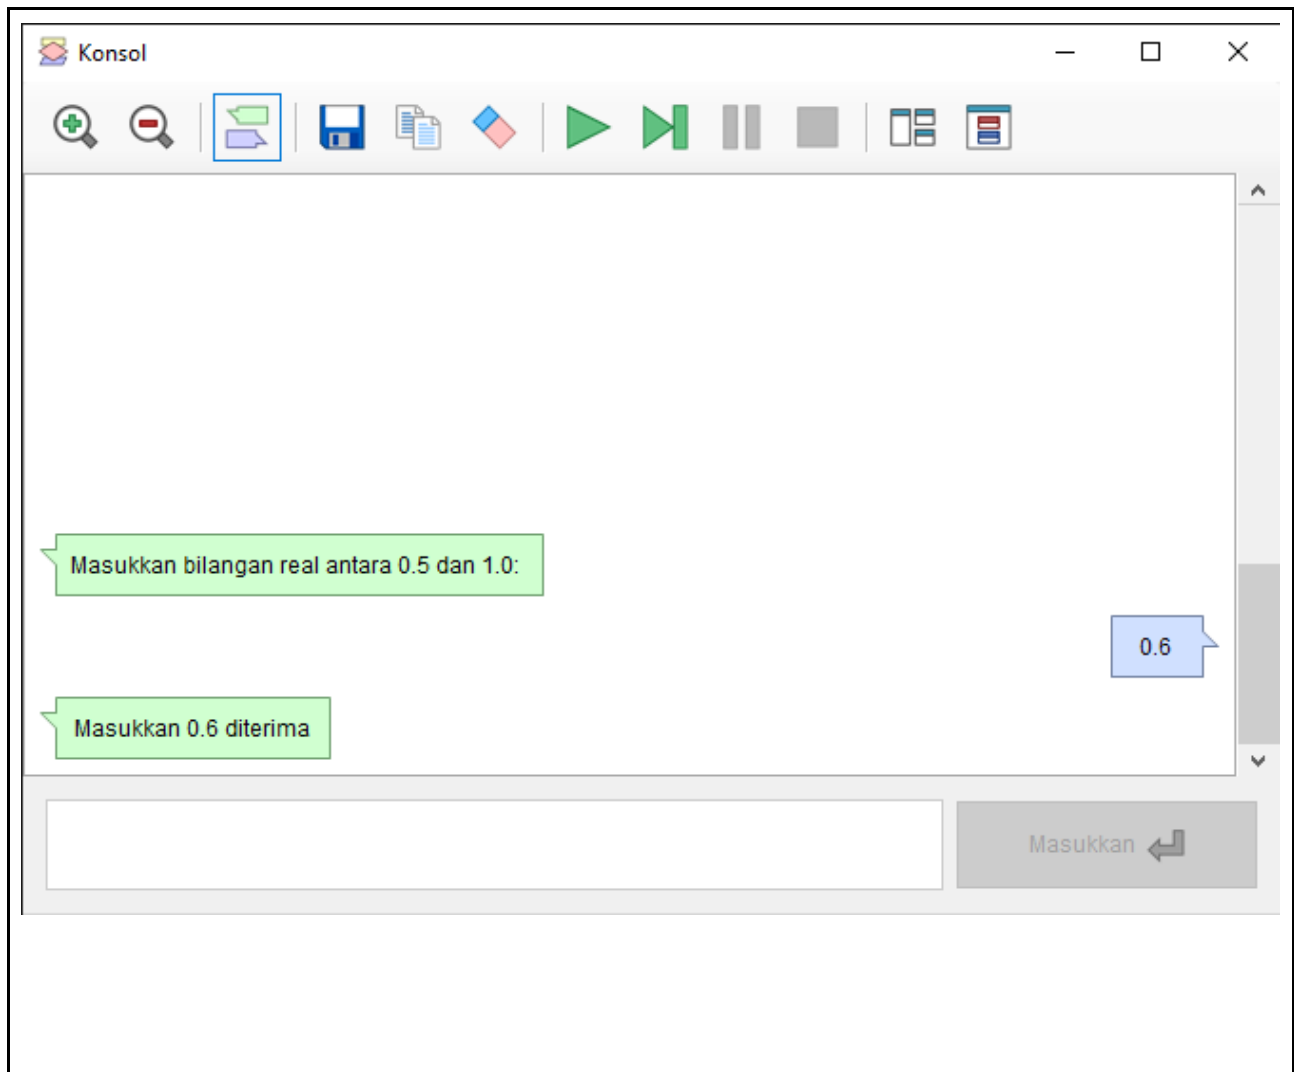 Konsol
Masukkan bilangan real antara 0.5 dan 1.0:
0.6
Masukkan 0.6 diterima
Masukkan